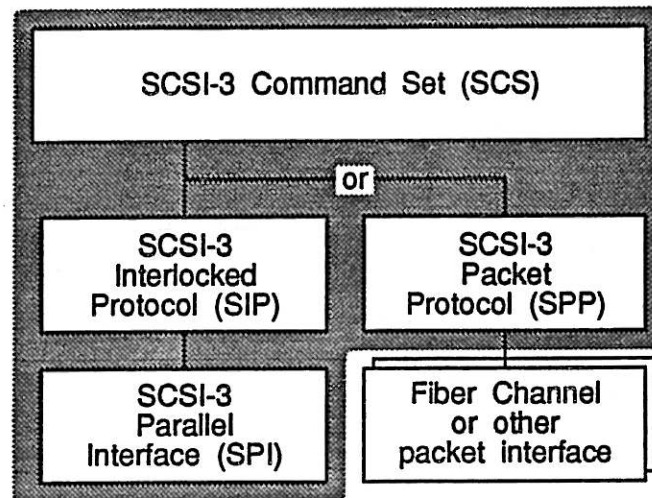 SCSI-3 Command Set (SCS)
or
SCSI-3
Interlocked
Protocol (SIP)
SCSI-3
Packet
Protocol (SPP)
SCSI-3
Parallel
Interface (SPI)
Fiber Channel
or other
packet interface